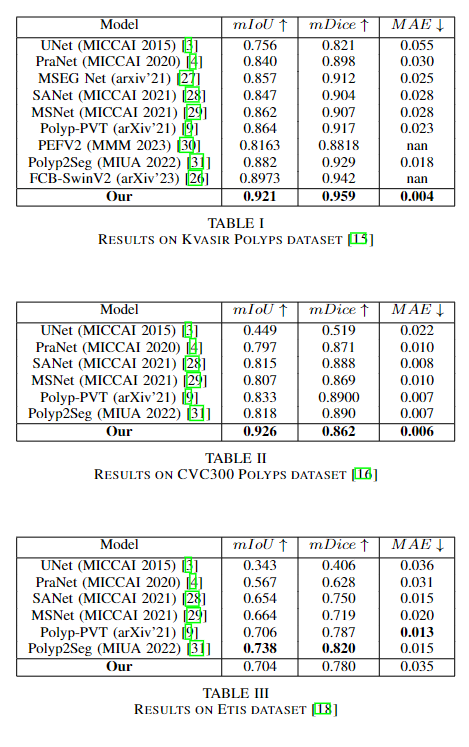 Model mIoU ↑ mDice ↑ MAE ↓
UNet (MICCAI 2015) [3] 0.756 0.821 0.055
PraNet (MICCAI 2020) [4] 0.840 0.898 0.030
MSEG Net (arxiv'21) [27] 0.857 0.912 0.025
SANet (MICCAI 2021) [28] 0.847 0.904 0.028
MSNet (MICCAI 2021) [29] 0.862 0.907 0.028
Polyp-PVT (arXiv'21) [9] 0.864 0.917 0.023
PEFV2 (MMM 2023) [30] 0.8163 0.8818 nan
Polyp2Seg (MIUA 2022) [31] 0.882 0.929 0.018
FCB-SwinV2 (arXiv'23) [26] 0.8973 0.942 nan
Our 0.921 0.959 0.004
TABLE I
RESULTS ON KVASIR POLYPS DATASET [15]
Model mIoU ↑ mDice ↑ MAE ↓
UNet (MICCAI 2015) [3] 0.449 0.519 0.022
PraNet (MICCAI 2020) [4] 0.797 0.871 0.010
SANet (MICCAI 2021) [28] 0.815 0.888 0.008
MSNet (MICCAI 2021) [29] 0.807 0.869 0.010
Polyp-PVT (arXiv'21) [9] 0.833 0.8900 0.007
Polyp2Seg (MIUA 2022) [31] 0.818 0.890 0.007
Our 0.926 0.862 0.006
TABLE II
RESULTS ON CVC300 POLYPS DATASET [16]
Model mIoU ↑ mDice ↑ MAE ↓
UNet (MICCAI 2015) [3] 0.343 0.406 0.036
PraNet (MICCAI 2020) [4] 0.567 0.628 0.031
SANet (MICCAI 2021) [28] 0.654 0.750 0.015
MSNet (MICCAI 2021) [29] 0.664 0.719 0.020
Polyp-PVT (arXiv'21) [9] 0.706 0.787 0.013
Polyp2Seg (MIUA 2022) [31] 0.738 0.820 0.015
Our 0.704 0.780 0.035
TABLE III
RESULTS ON ETIS DATASET [18]